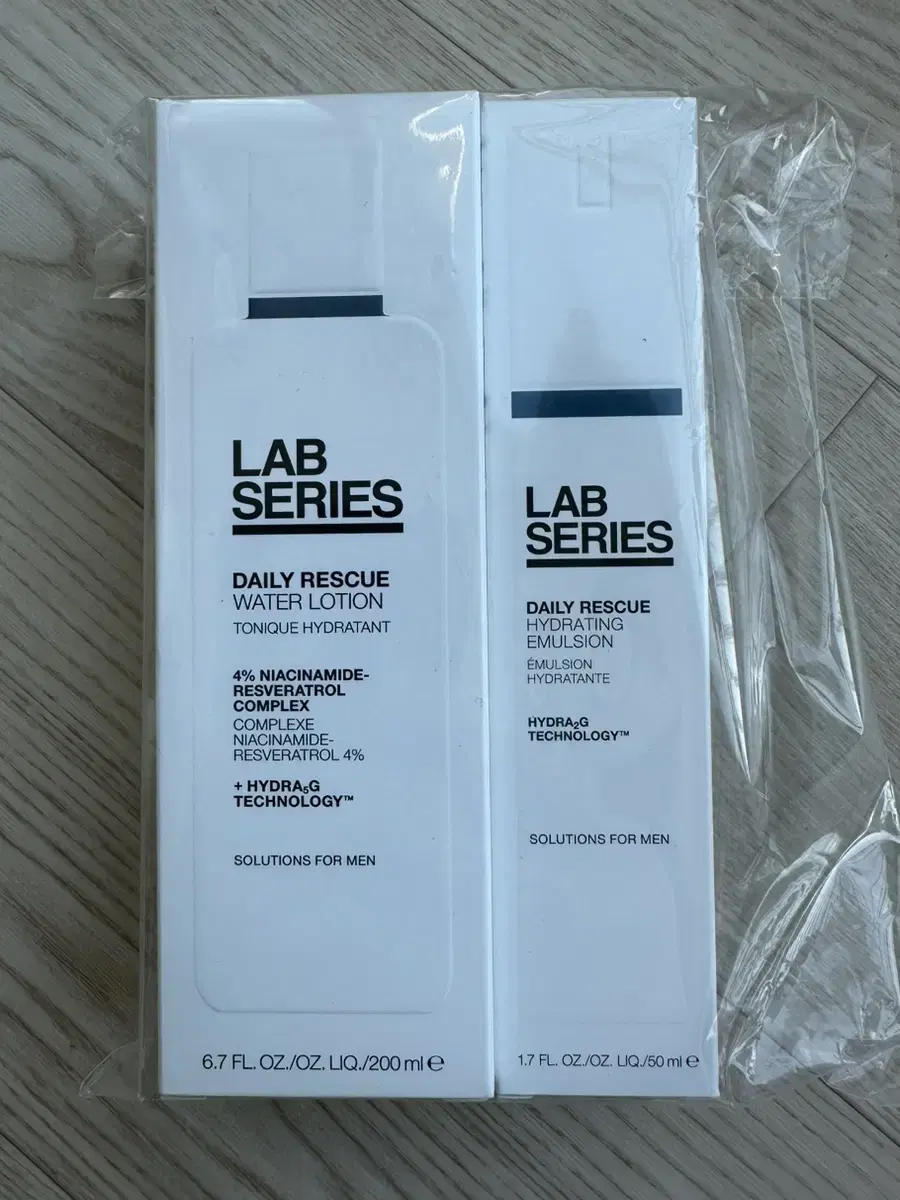 LAB
SERIES
DAILY RESCUE
WATER LOTION
TONIQUE HYDRATANT
4% NIACINAMIDE-
RESVERATROL
COMPLEX
COMPLEXE
NIACINAMIDE-
RESVERATROL 4%
+ HYDRA₅G
TECHNOLOGY™
SOLUTIONS FOR MEN
6.7 FL. OZ./OZ. LIQ./200 ml ℮
LAB
SERIES
DAILY RESCUE
HYDRATING
EMULSION
ÉMULSION
HYDRATANTE
HYDRA₂G
TECHNOLOGY™
SOLUTIONS FOR MEN
1.7 FL. OZ./OZ. LIQ./50 ml ℮